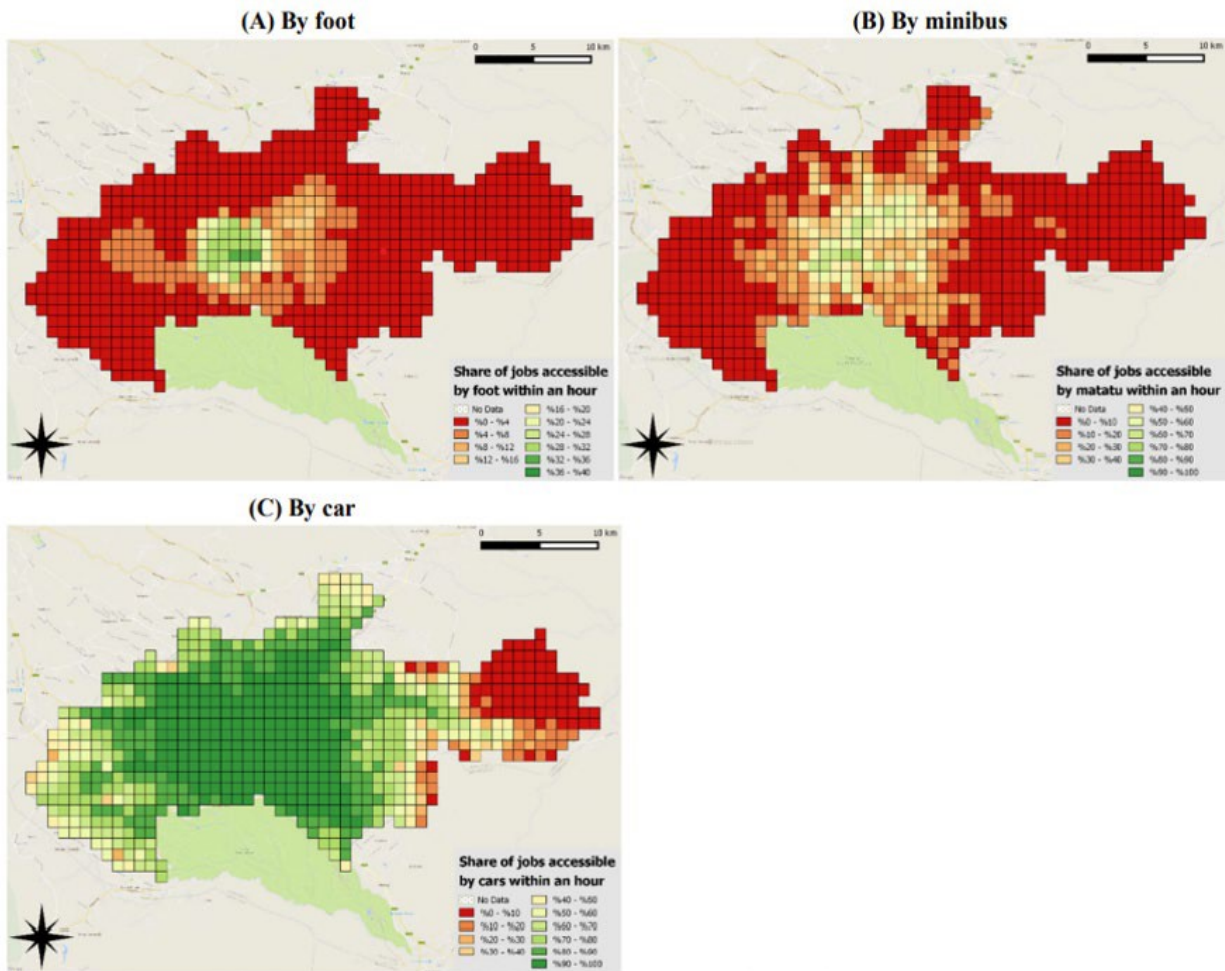 (A) By foot
0 5 10 km
Share of jobs accessible
by foot within an hour
No Data
%0 - %4
%4 - %8
%8 - %12
%12 - %16
%16 - %20
%20 - %24
%24 - %28
%28 - %32
%32 - %36
%36 - %40
(B) By minibus
0 5 10 km
Share of jobs accessible
by matatu within an hour
No Data
%0 - %10
%10 - %20
%20 - %30
%30 - %40
%40 - %50
%50 - %60
%60 - %70
%70 - %80
%80 - %90
%90 - %100
(C) By car
0 5 10 km
Share of jobs accessible
by cars within an hour
No Data
%0 - %10
%10 - %20
%20 - %30
%30 - %40
%40 - %50
%50 - %60
%60 - %70
%70 - %80
%80 - %90
%90 - %100